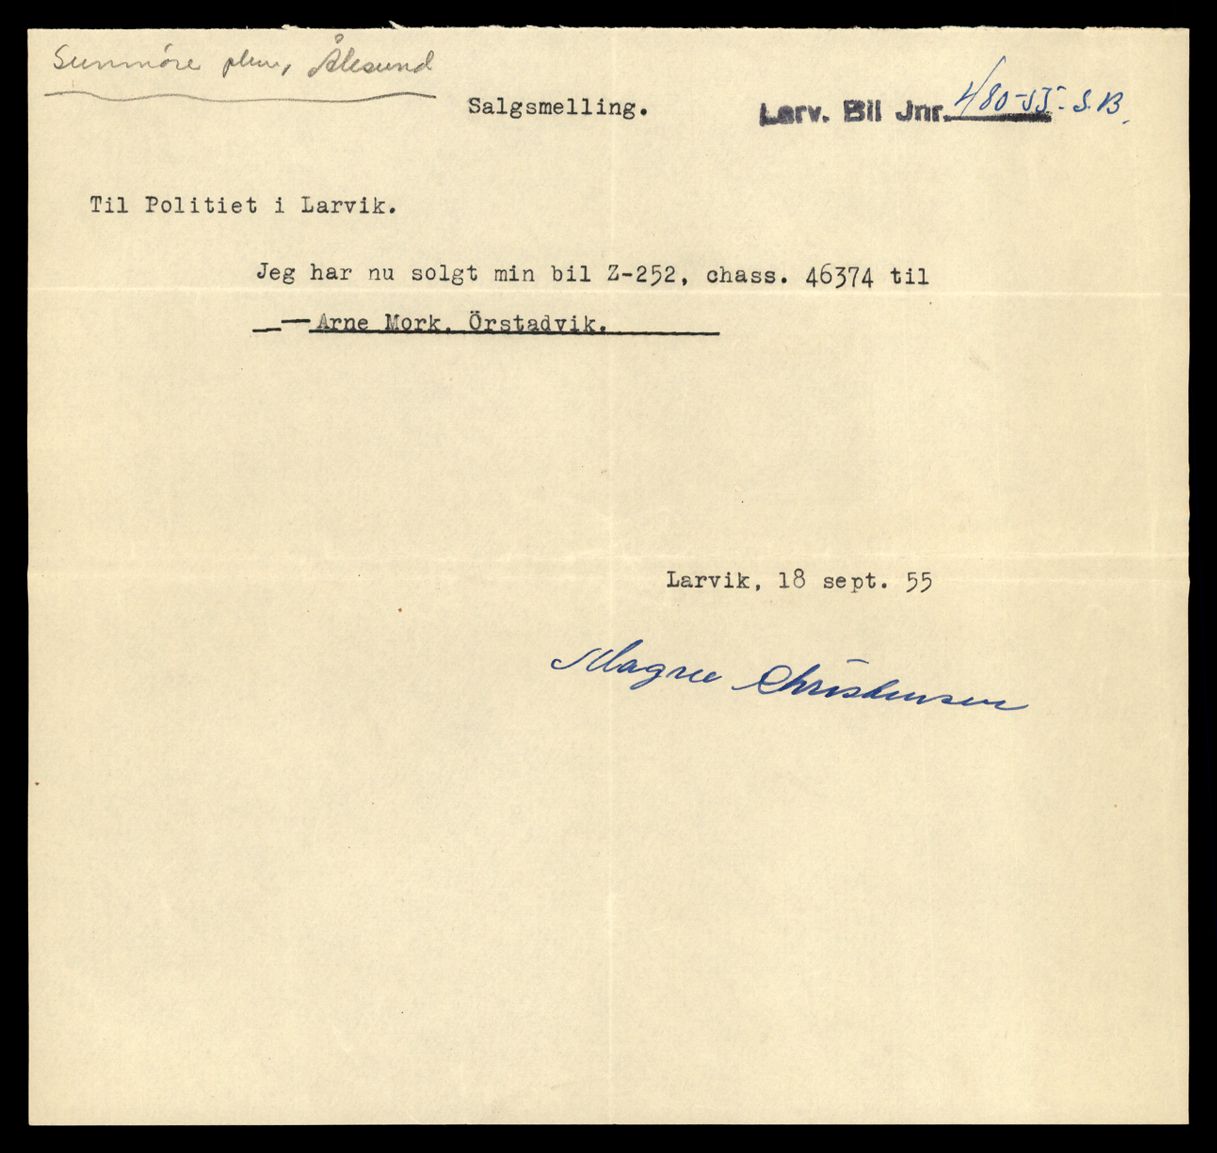 Sunnmöre pkm, Ålesund
Salgsmelling.
Larv. Bil Jnr. 480-55- S.B.
Til Politiet i Larvik.
Jeg har nu solgt min bil Z-252, chass. 46374 til
Arne Mork, Örstadvik.
Larvik, 18 sept. 55
Magne Christensen